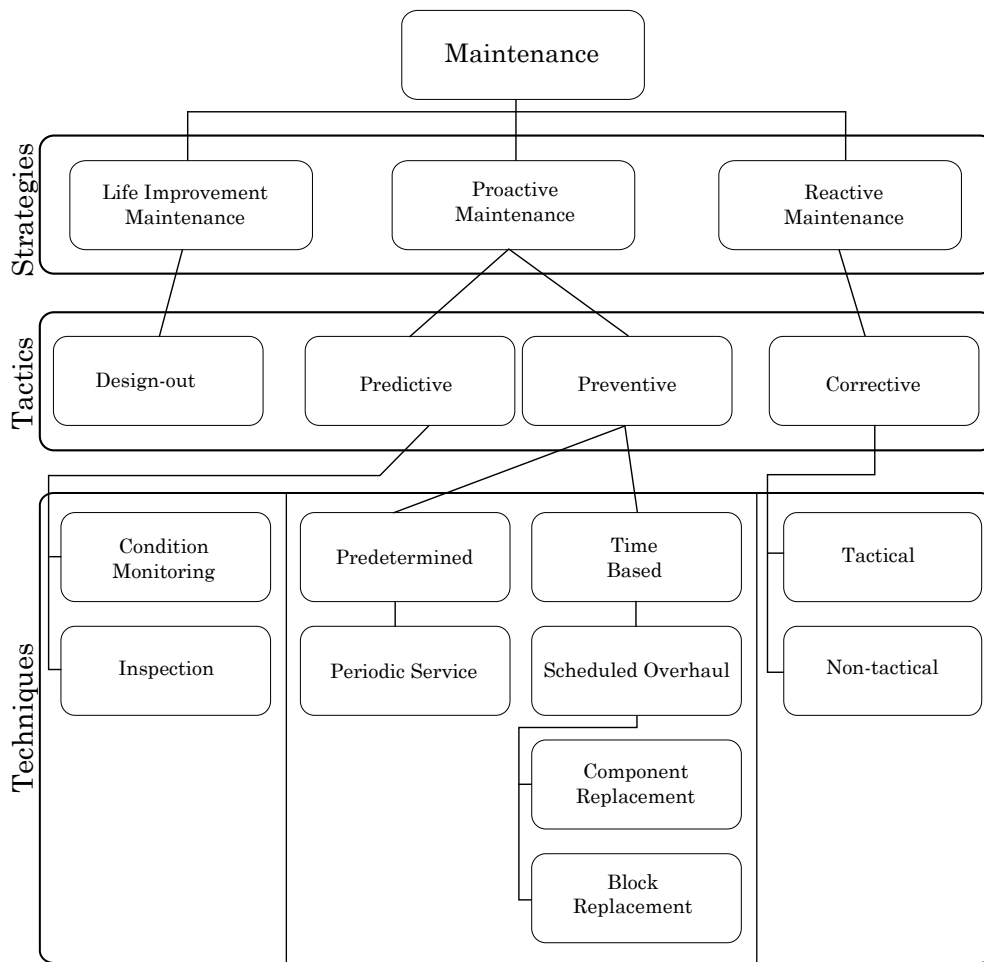 Maintenance
Strategies
Life Improvement
Maintenance
Proactive
Maintenance
Reactive
Maintenance
Tactics
Design-out
Predictive
Preventive
Corrective
Techniques
Condition
Monitoring
Predetermined
Time
Based
Tactical
Inspection
Periodic Service
Scheduled Overhaul
Non-tactical
Component
Replacement
Block
Replacement